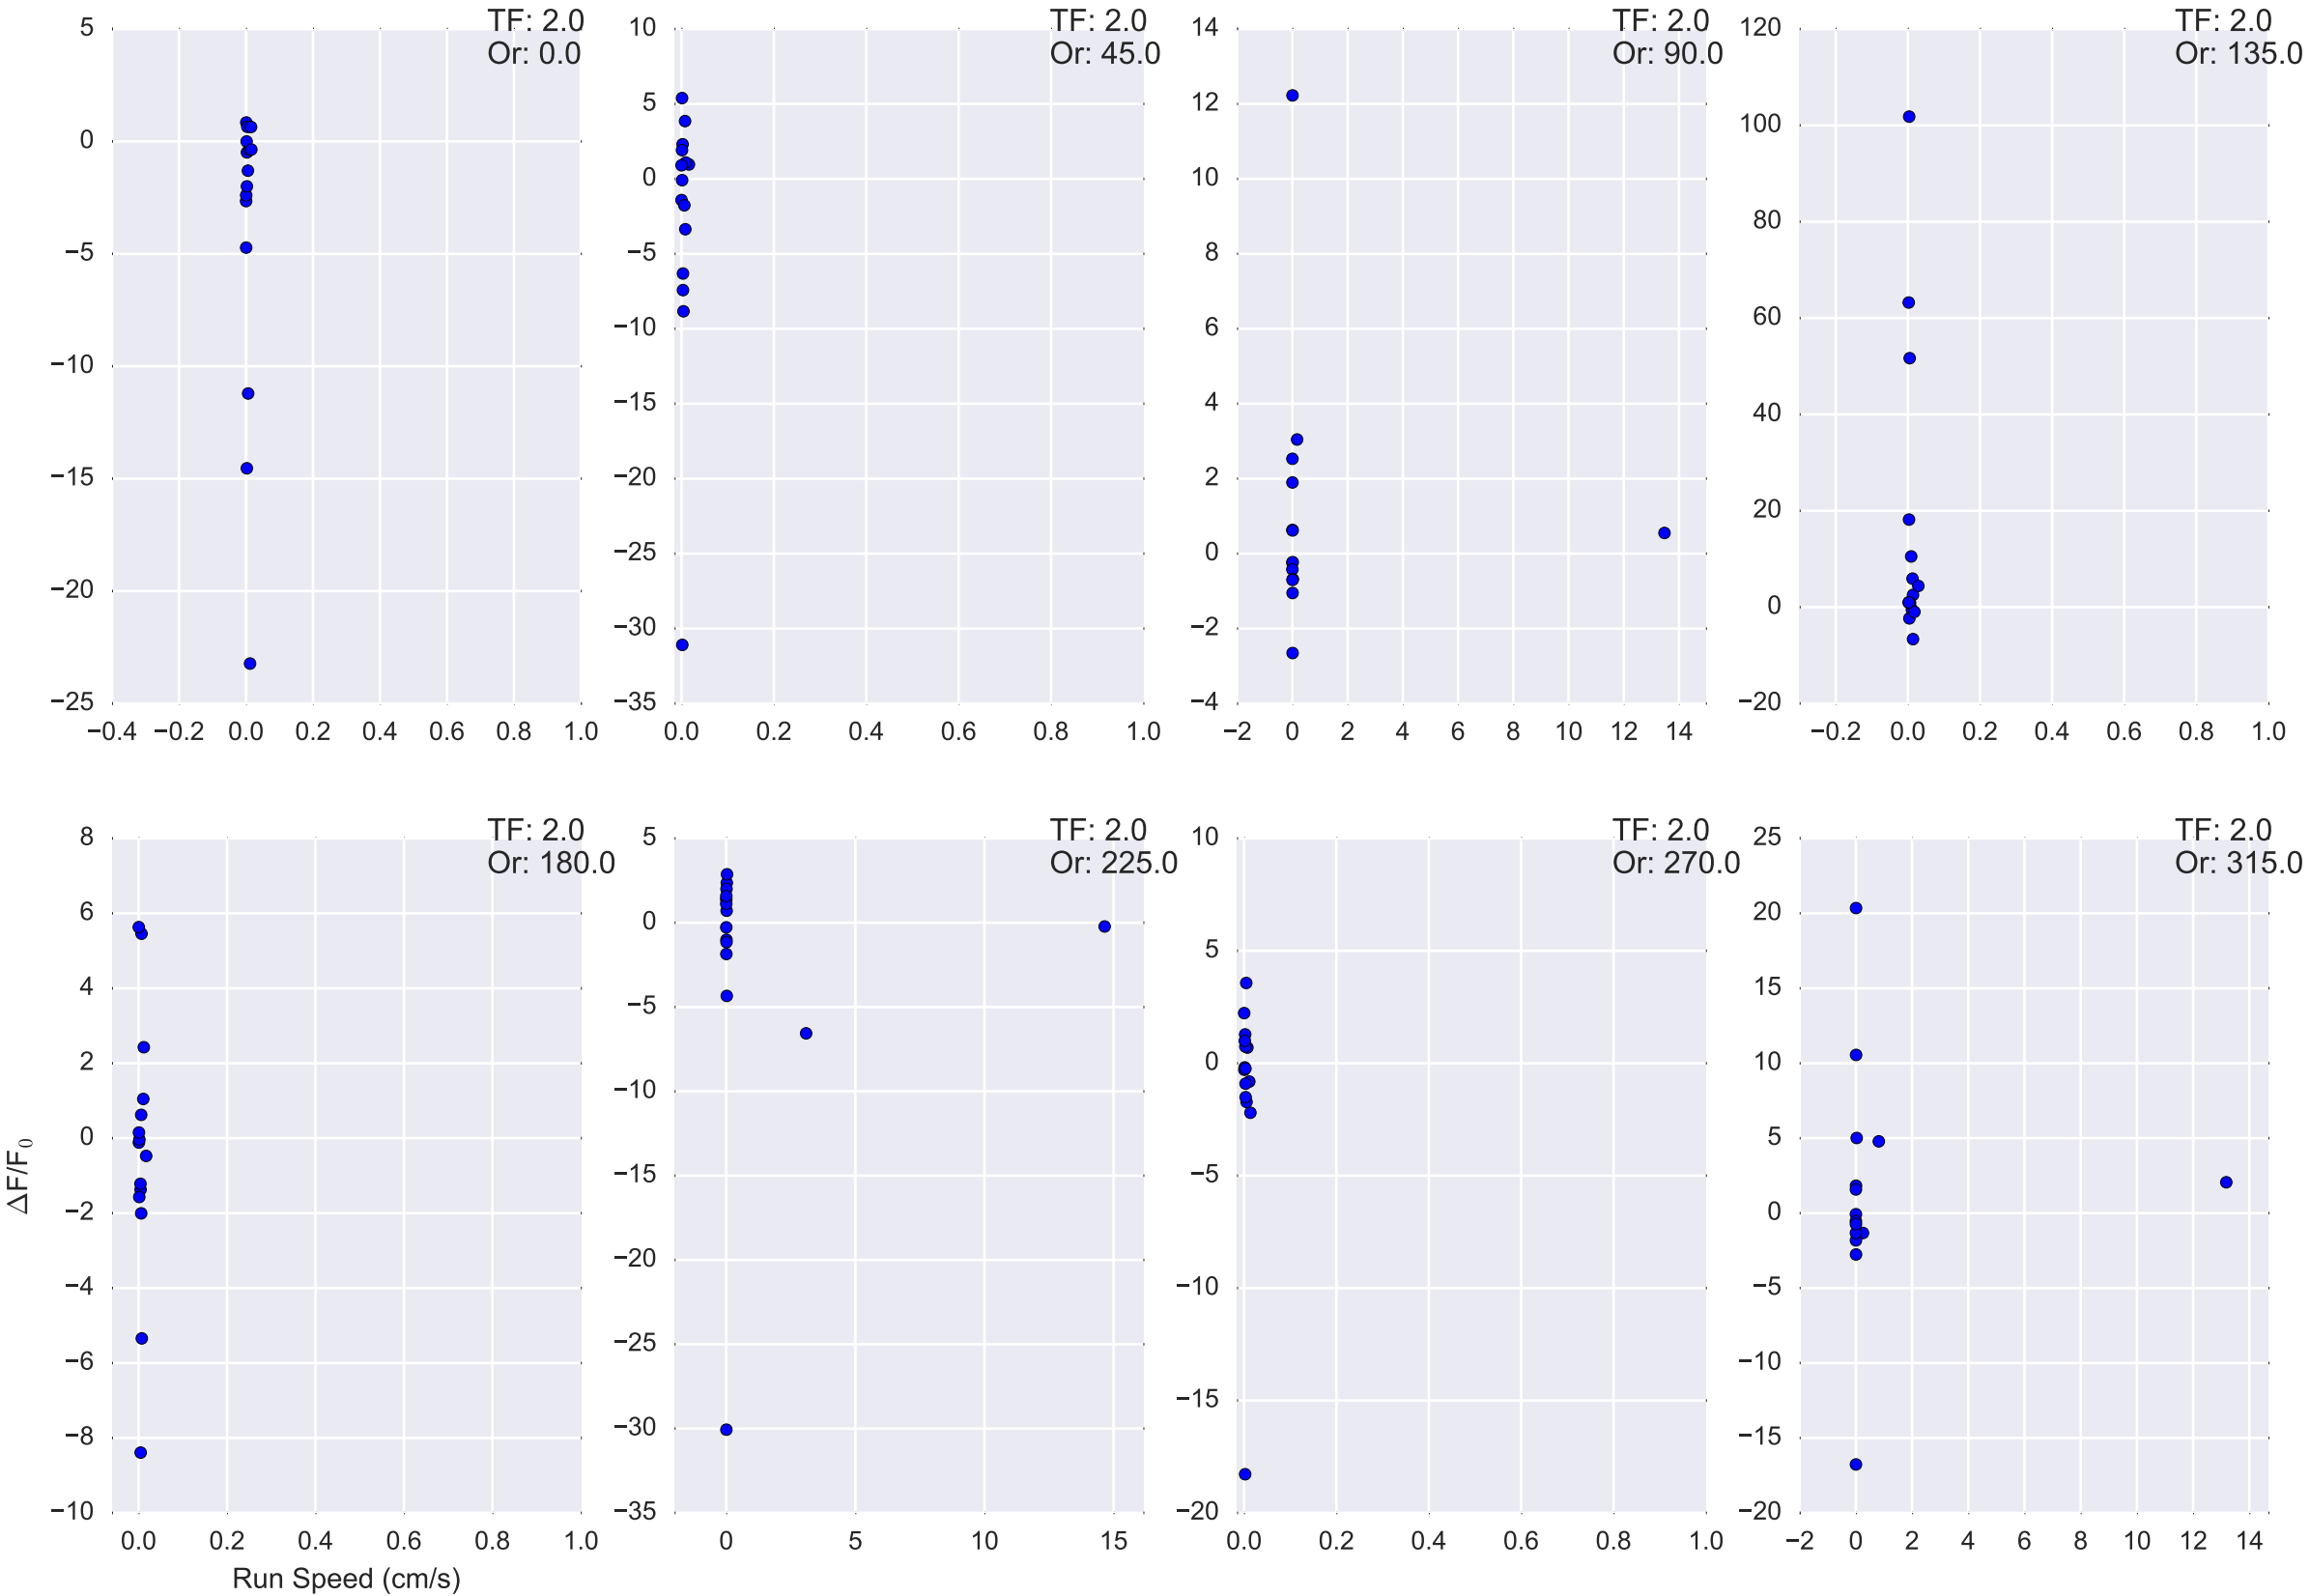 TF: 2.0
Or: 0.0
5
0
−5
−10
−15
−20
−25
−0.4 −0.2 0.0 0.2 0.4 0.6 0.8 1.0
TF: 2.0
Or: 45.0
10
5
0
−5
−10
−15
−20
−25
−30
−35
0.0 0.2 0.4 0.6 0.8 1.0
TF: 2.0
Or: 90.0
14
12
10
8
6
4
2
0
−2
−4
−2 0 2 4 6 8 10 12 14
TF: 2.0
Or: 135.0
120
100
80
60
40
20
0
−20
−0.2 0.0 0.2 0.4 0.6 0.8 1.0
TF: 2.0
Or: 180.0
8
6
4
2
0
−2
−4
−6
−8
−10
0.0 0.2 0.4 0.6 0.8 1.0
ΔF/F₀
Run Speed (cm/s)
TF: 2.0
Or: 225.0
5
0
−5
−10
−15
−20
−25
−30
−35
0 5 10 15
TF: 2.0
Or: 270.0
10
5
0
−5
−10
−15
−20
0.0 0.2 0.4 0.6 0.8 1.0
TF: 2.0
Or: 315.0
25
20
15
10
5
0
−5
−10
−15
−20
−2 0 2 4 6 8 10 12 14